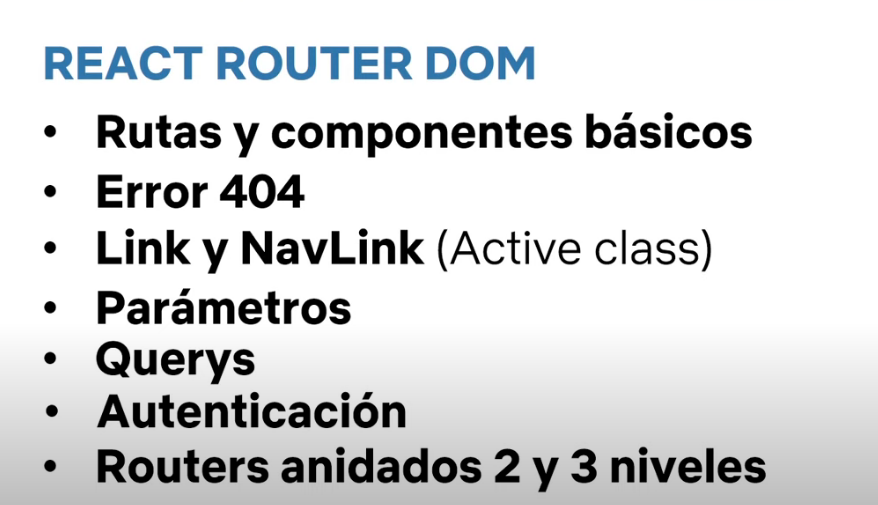 REACT ROUTER DOM
• Rutas y componentes básicos
• Error 404
• Link y NavLink (Active class)
• Parámetros
• Querys
• Autenticación
• Routers anidados 2 y 3 niveles